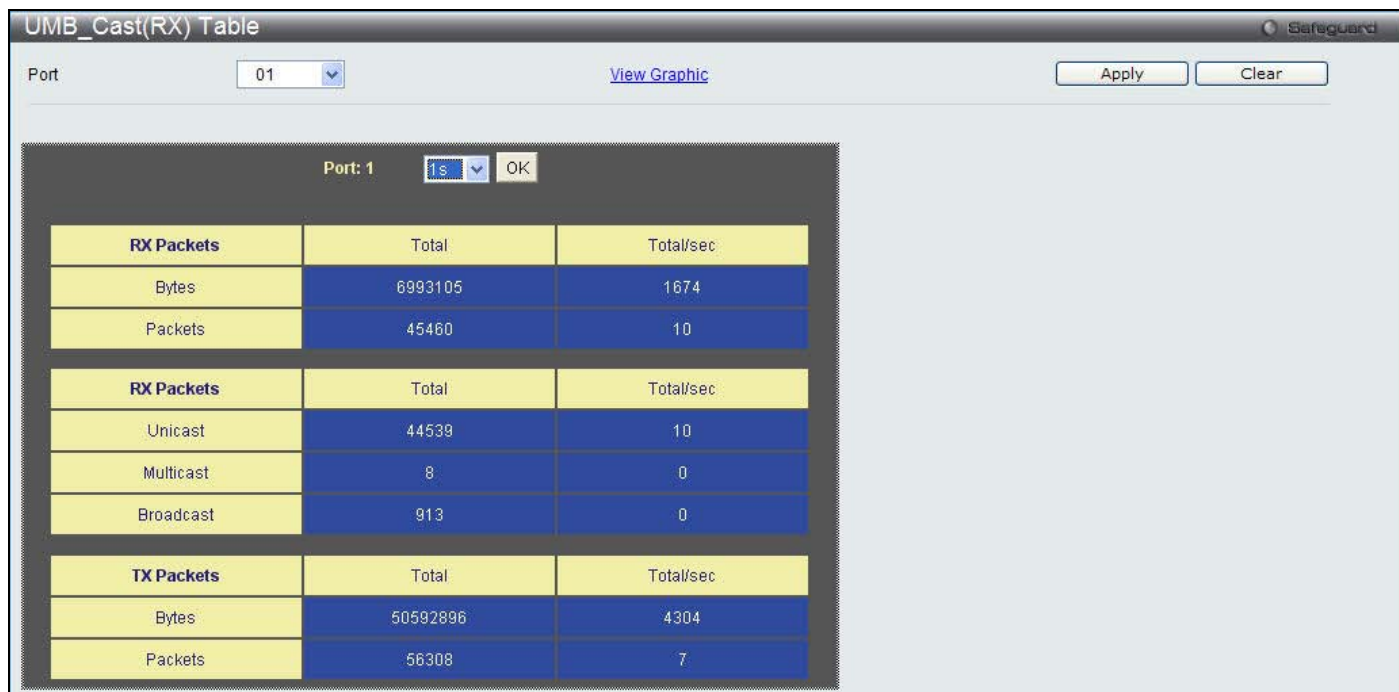 UMB_Cast(RX) Table Safeguard
Port 01 View Graphic Apply Clear
Port: 1 1s OK
RX Packets Total Total/sec
Bytes 6993105 1674
Packets 45460 10
RX Packets Total Total/sec
Unicast 44539 10
Multicast 8 0
Broadcast 913 0
TX Packets Total Total/sec
Bytes 50592896 4304
Packets 56308 7